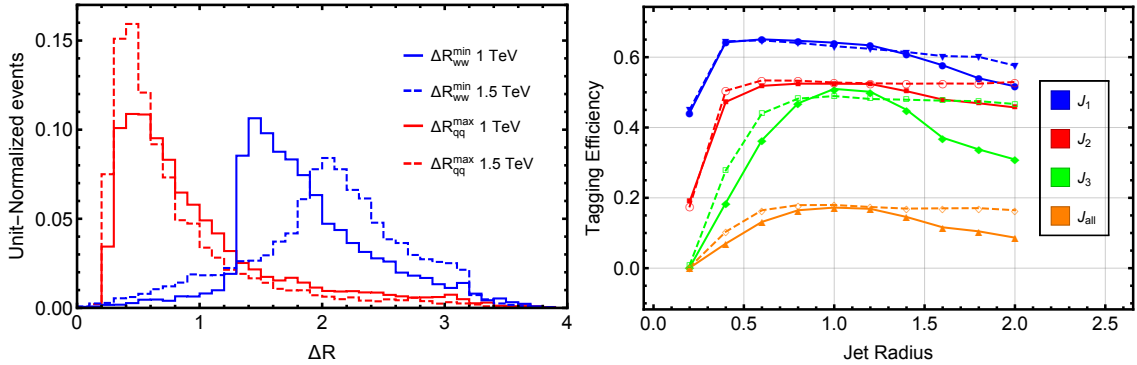 Unit-Normalized events
0.15
0.10
0.05
0.00
0 1 2 3 4
ΔR
ΔR_ww^min 1 TeV
ΔR_ww^min 1.5 TeV
ΔR_qq^max 1 TeV
ΔR_qq^max 1.5 TeV
Tagging Efficiency
0.6
0.4
0.2
0.0
0.0 0.5 1.0 1.5 2.0 2.5
Jet Radius
J_1
J_2
J_3
J_all